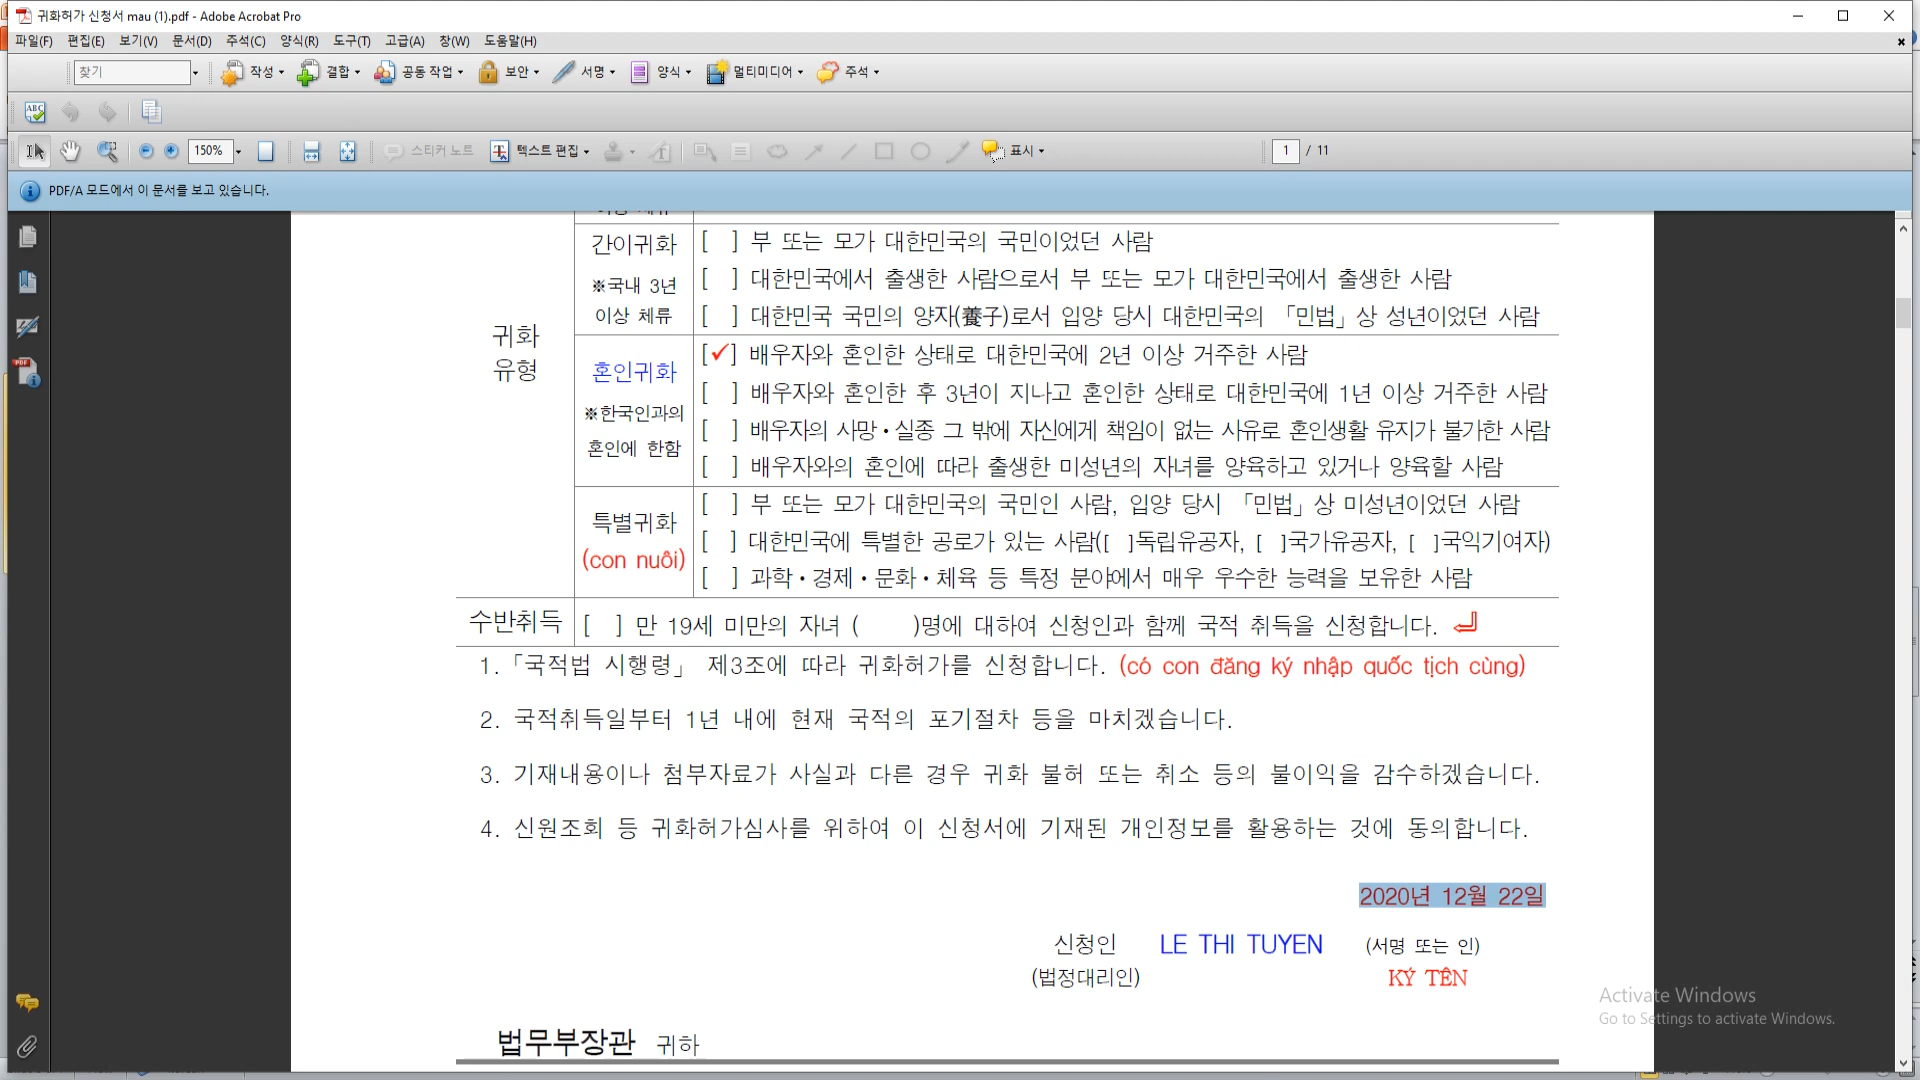 귀화허가 신청서 mau (1).pdf - Adobe Acrobat Pro
파일(F) 편집(E) 보기(V) 문서(D) 주석(C) 양식(R) 도구(T) 고급(A) 창(W) 도움말(H)
찾기 작성 결합 공동 작업 보안 서명 양식 멀티미디어 주석
150% 스티커 노트 텍스트 편집 표시 1 / 11
PDF/A 모드에서 이 문서를 보고 있습니다.
귀화
유형
간이귀화
※국내 3년
이상 체류
[ ] 부 또는 모가 대한민국의 국민이었던 사람
[ ] 대한민국에서 출생한 사람으로서 부 또는 모가 대한민국에서 출생한 사람
[ ] 대한민국 국민의 양자(養子)로서 입양 당시 대한민국의 「민법」상 성년이었던 사람
혼인귀화
※한국인과의
혼인에 한함
[✓] 배우자와 혼인한 상태로 대한민국에 2년 이상 거주한 사람
[ ] 배우자와 혼인한 후 3년이 지나고 혼인한 상태로 대한민국에 1년 이상 거주한 사람
[ ] 배우자의 사망·실종 그 밖에 자신에게 책임이 없는 사유로 혼인생활 유지가 불가한 사람
[ ] 배우자와의 혼인에 따라 출생한 미성년의 자녀를 양육하고 있거나 양육할 사람
특별귀화
(con nuôi)
[ ] 부 또는 모가 대한민국의 국민인 사람, 입양 당시 「민법」상 미성년이었던 사람
[ ] 대한민국에 특별한 공로가 있는 사람([ ]독립유공자, [ ]국가유공자, [ ]국익기여자)
[ ] 과학·경제·문화·체육 등 특정 분야에서 매우 우수한 능력을 보유한 사람
수반취득 [ ] 만 19세 미만의 자녀 ( )명에 대하여 신청인과 함께 국적 취득을 신청합니다.
1.「국적법 시행령」 제3조에 따라 귀화허가를 신청합니다. (có con đăng ký nhập quốc tịch cùng)
2. 국적취득일부터 1년 내에 현재 국적의 포기절차 등을 마치겠습니다.
3. 기재내용이나 첨부자료가 사실과 다른 경우 귀화 불허 또는 취소 등의 불이익을 감수하겠습니다.
4. 신원조회 등 귀화허가심사를 위하여 이 신청서에 기재된 개인정보를 활용하는 것에 동의합니다.
2020년 12월 22일
신청인 LE THI TUYEN (서명 또는 인)
(법정대리인) KÝ TÊN
법무부장관 귀하
Activate Windows
Go to Settings to activate Windows.